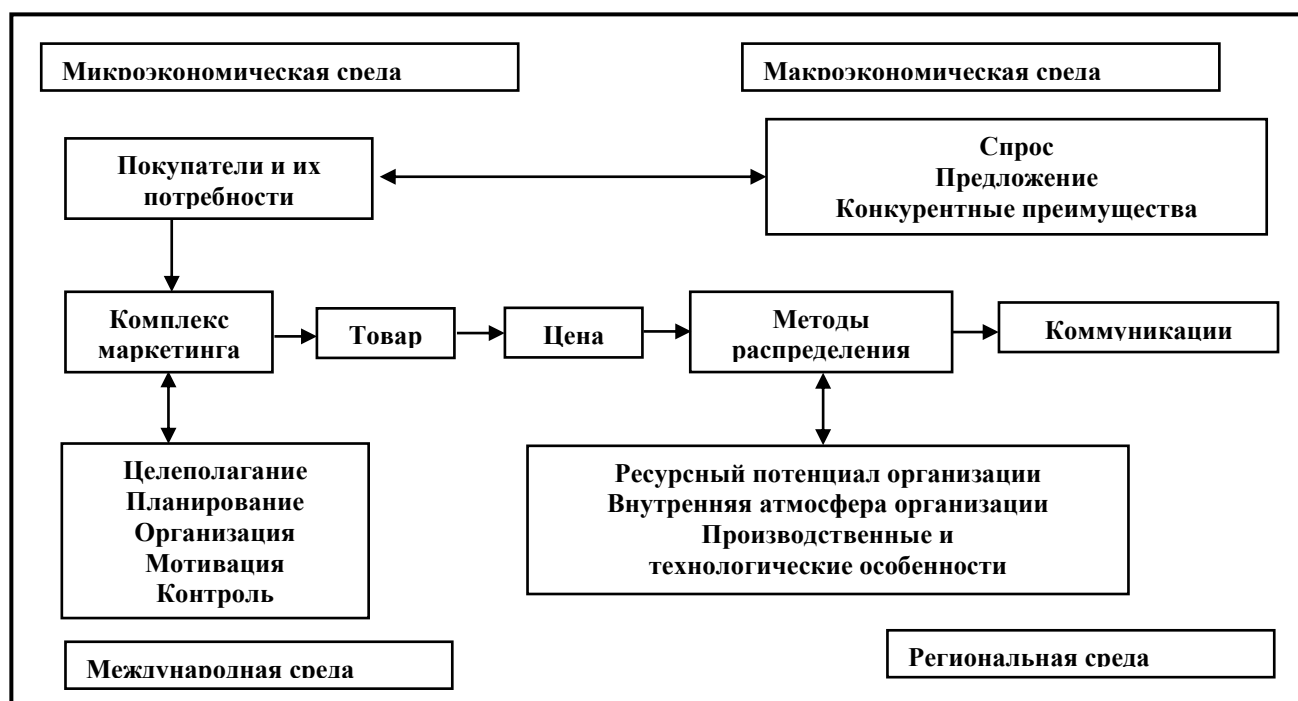 Микроэкономическая среда
Макроэкономическая среда
Покупатели и их
потребности
Спрос
Предложение
Конкурентные преимущества
Комплекс
маркетинга
Товар
Цена
Методы
распределения
Коммуникации
Целеполагание
Планирование
Организация
Мотивация
Контроль
Ресурсный потенциал организации
Внутренняя атмосфера организации
Производственные и
технологические особенности
Международная среда
Региональная среда